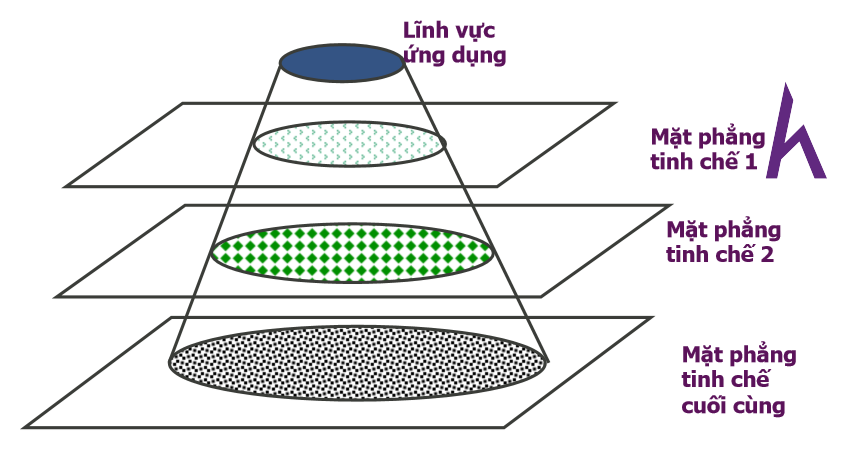 Lĩnh vực
ứng dụng
Mặt phẳng
tinh chế 1
Mặt phẳng
tinh chế 2
Mặt phẳng
tinh chế
cuối cùng